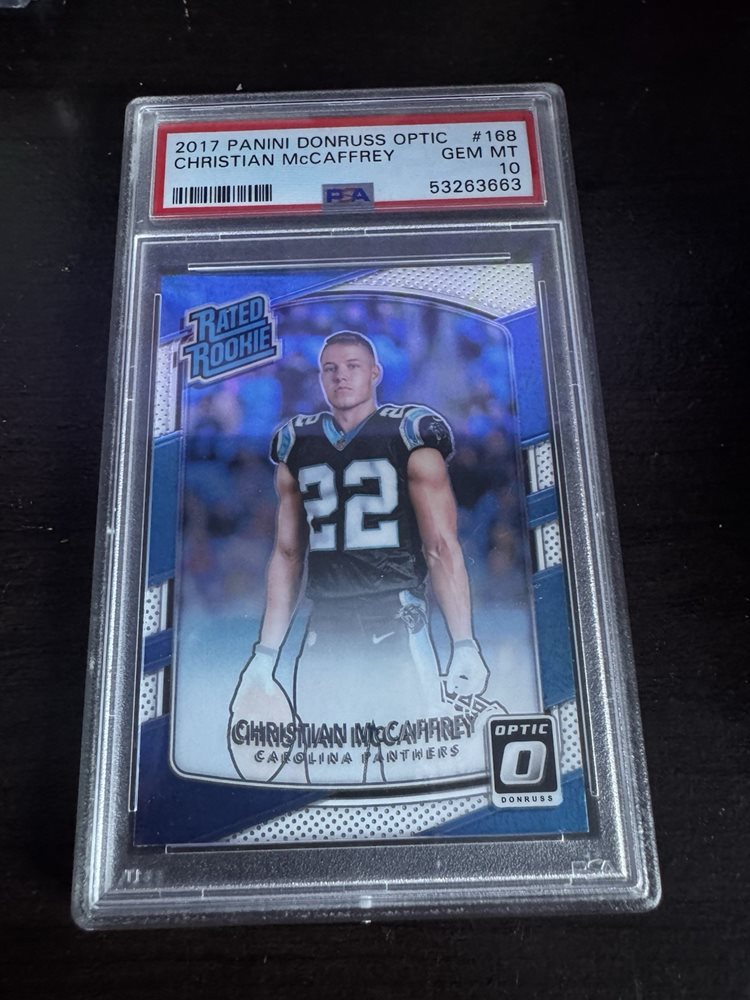 2017 PANINI DONRUSS OPTIC #168
CHRISTIAN McCAFFREY GEM MT
10
PSA 53263663
RATED
ROOKIE
22
CHRISTIAN McCAFFREY
CAROLINA PANTHERS
OPTIC
O
DONRUSS
PSA